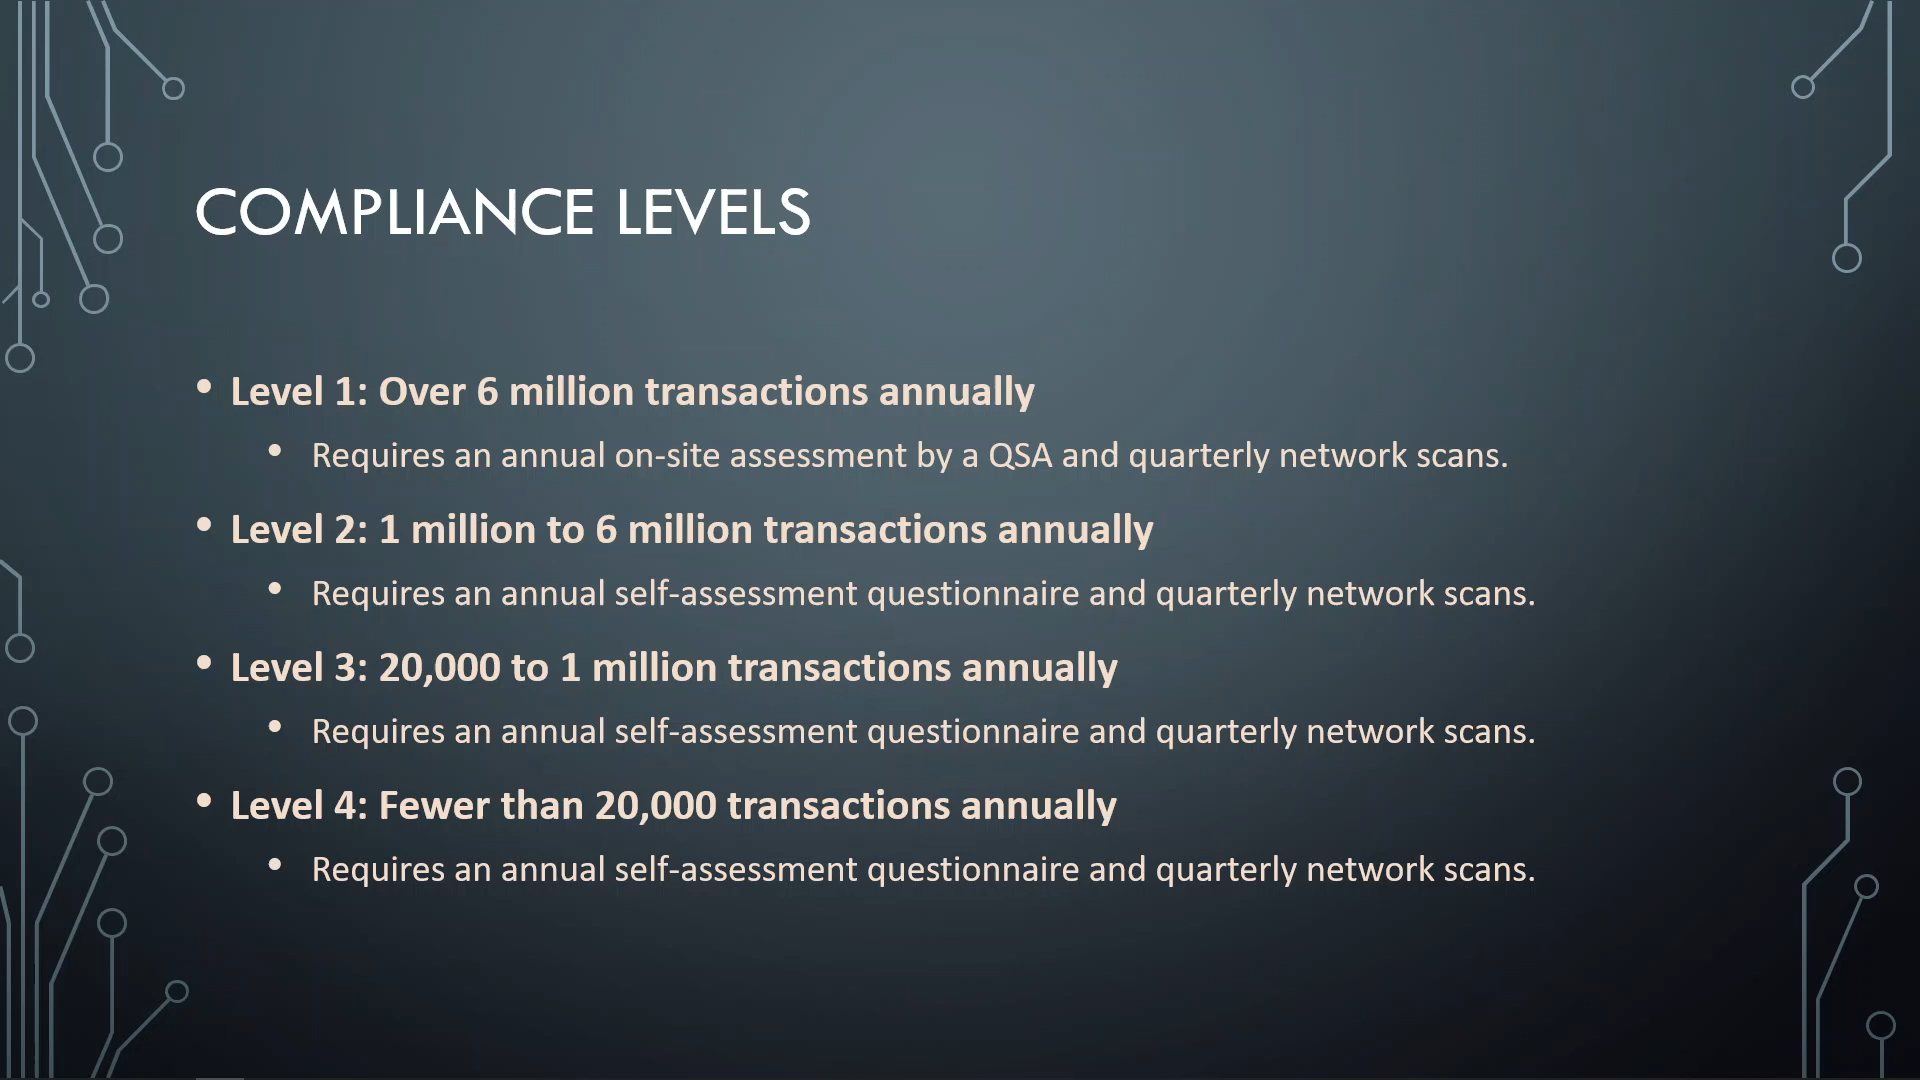 COMPLIANCE LEVELS
• Level 1: Over 6 million transactions annually
• Requires an annual on-site assessment by a QSA and quarterly network scans.
• Level 2: 1 million to 6 million transactions annually
• Requires an annual self-assessment questionnaire and quarterly network scans.
• Level 3: 20,000 to 1 million transactions annually
• Requires an annual self-assessment questionnaire and quarterly network scans.
• Level 4: Fewer than 20,000 transactions annually
• Requires an annual self-assessment questionnaire and quarterly network scans.